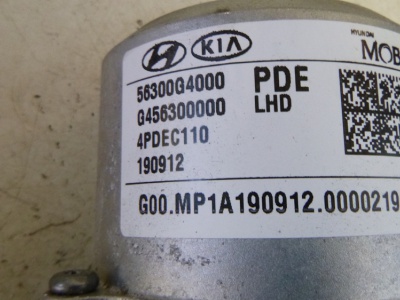 KIA
HYUNDAI
MOB
56300G4000 PDE
G456300000 LHD
4PDEC110
190912
G00.MP1A190912.0000219